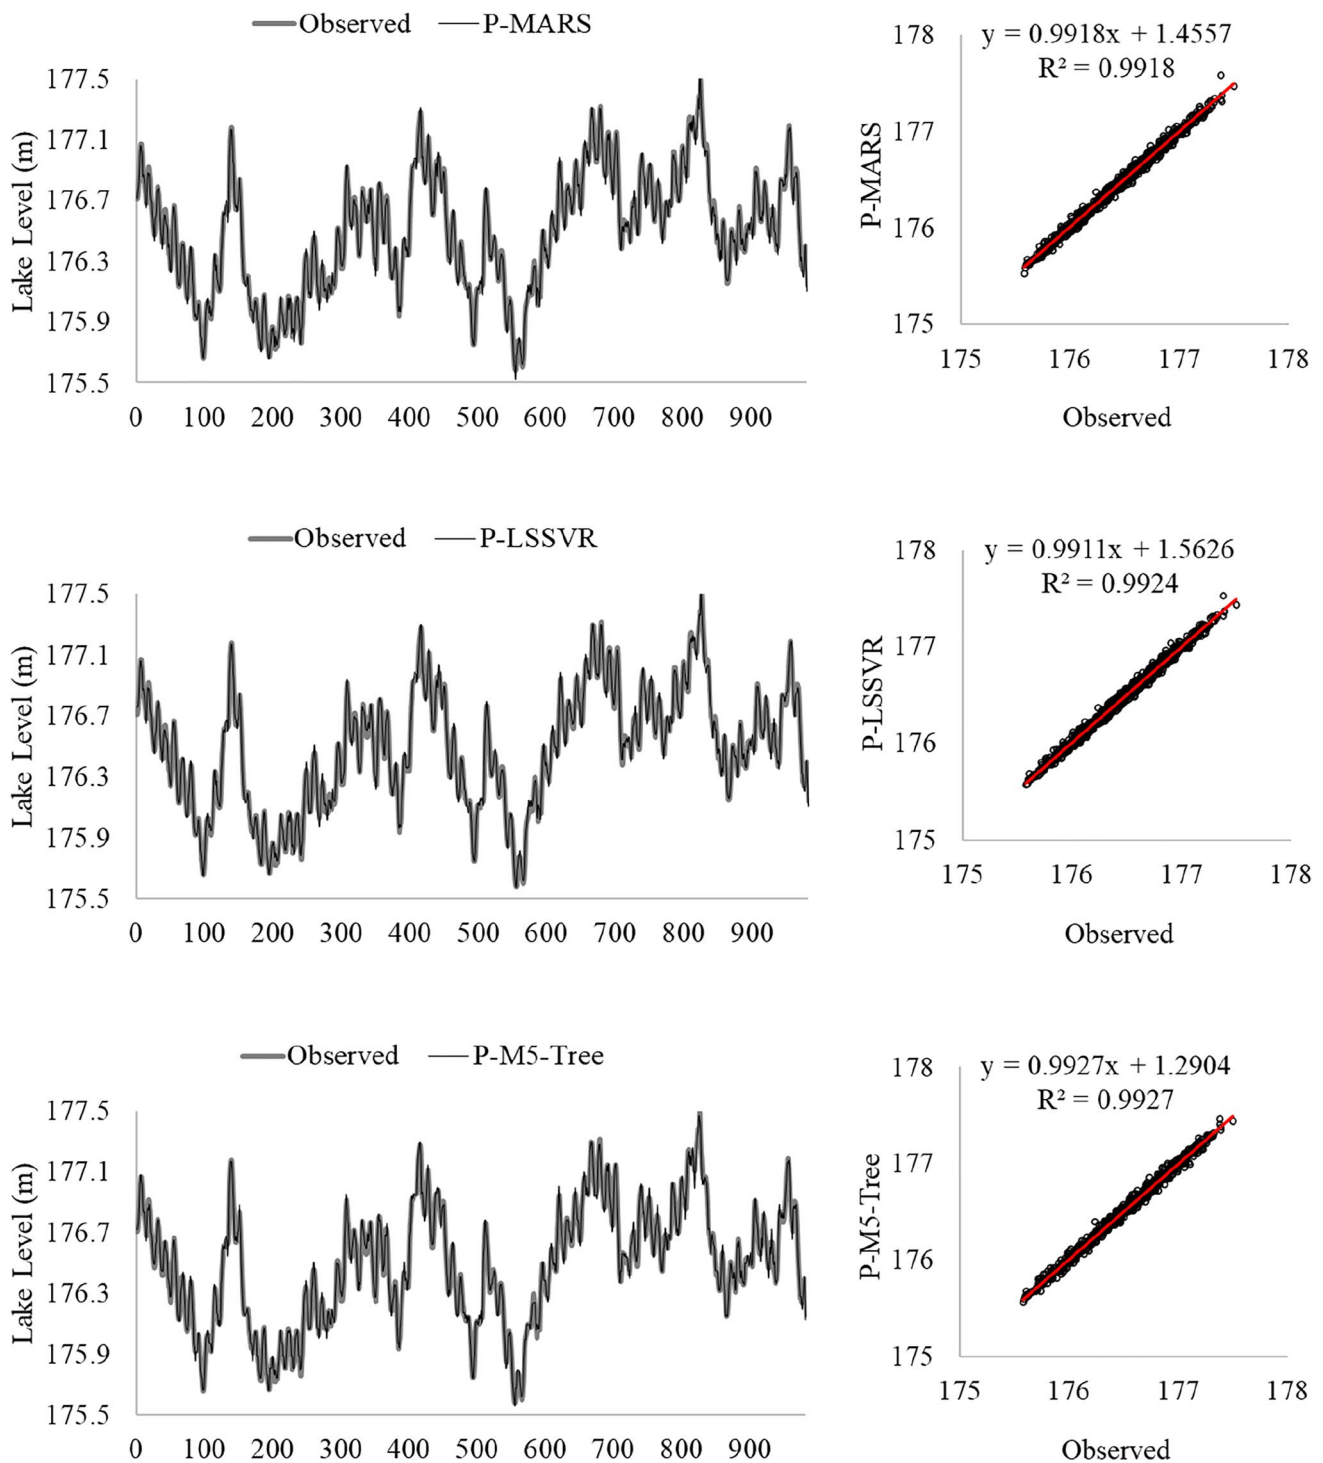 Observed P-MARS
177.5
177.1
176.7
176.3
175.9
175.5
Lake Level (m)
0 100 200 300 400 500 600 700 800 900
y = 0.9918x + 1.4557
R² = 0.9918
178
177
176
175
P-MARS
175 176 177 178
Observed
Observed P-LSSVR
177.5
177.1
176.7
176.3
175.9
175.5
Lake Level (m)
0 100 200 300 400 500 600 700 800 900
y = 0.9911x + 1.5626
R² = 0.9924
178
177
176
175
P-LSSVR
175 176 177 178
Observed
Observed P-M5-Tree
177.5
177.1
176.7
176.3
175.9
175.5
Lake Level (m)
0 100 200 300 400 500 600 700 800 900
y = 0.9927x + 1.2904
R² = 0.9927
178
177
176
175
P-M5-Tree
175 176 177 178
Observed